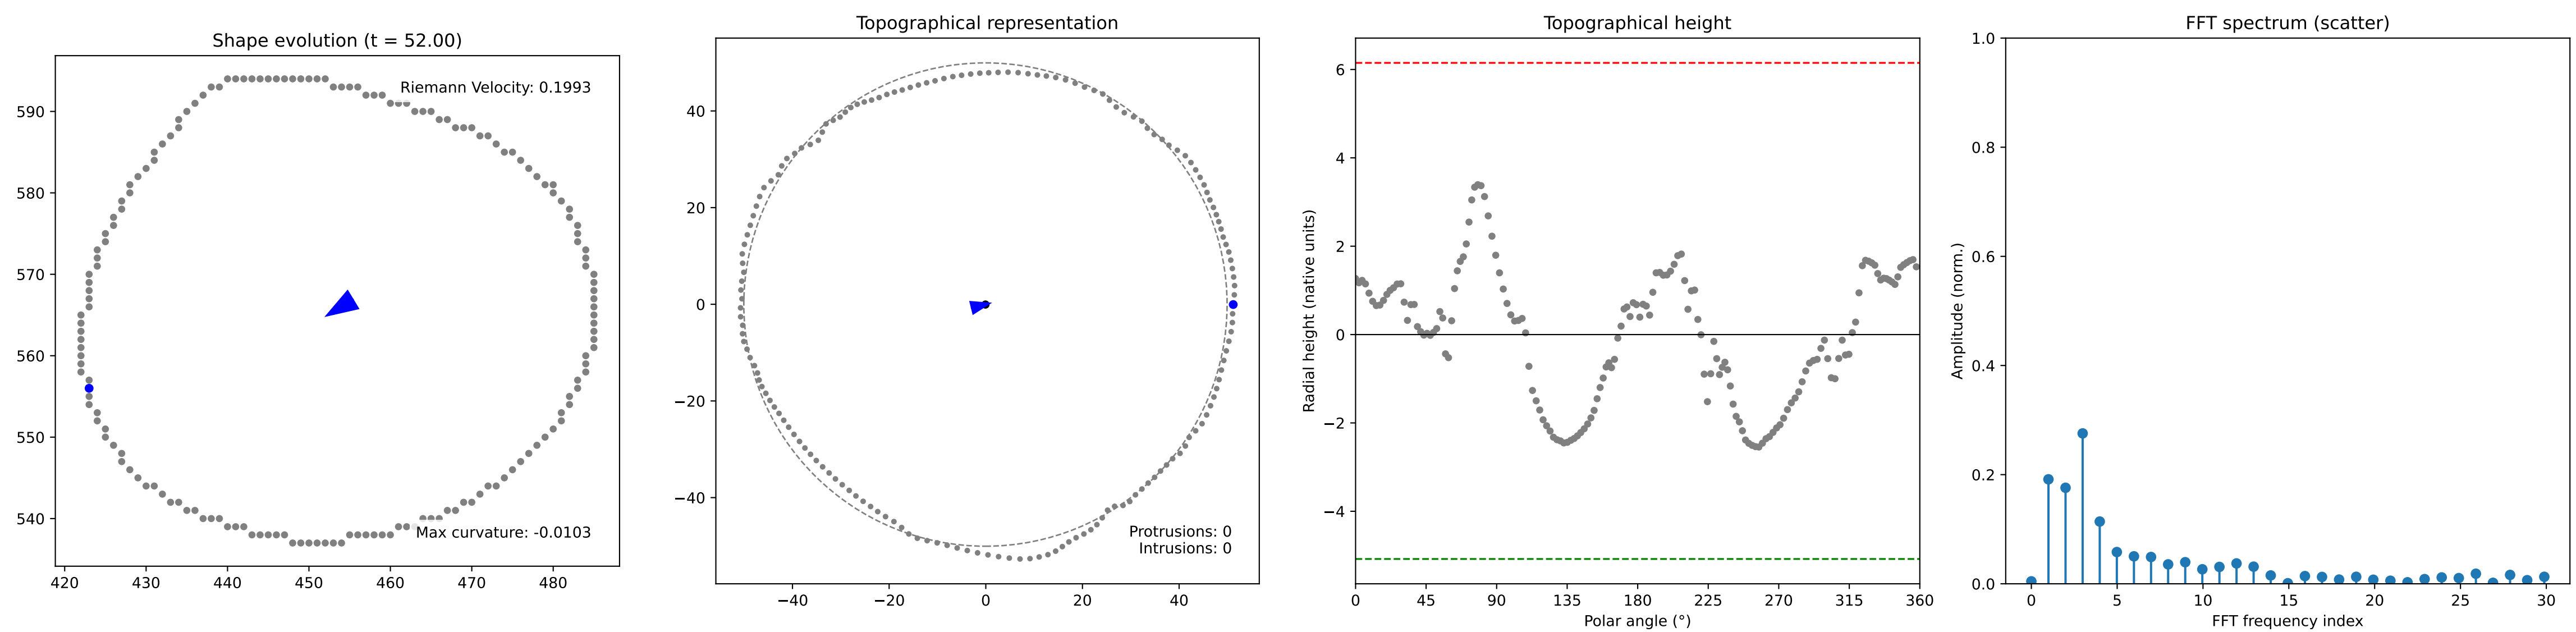 Shape evolution (t = 52.00)
Riemann Velocity: 0.1993
Max curvature: -0.0103
590
580
570
560
550
540
420 430 440 450 460 470 480
Topographical representation
40
20
0
−20
−40
−40 −20 0 20 40
Protrusions: 0
Intrusions: 0
Topographical height
Radial height (native units)
6
4
2
0
−2
−4
0 45 90 135 180 225 270 315 360
Polar angle (°)
FFT spectrum (scatter)
Amplitude (norm.)
1.0
0.8
0.6
0.4
0.2
0.0
0 5 10 15 20 25 30
FFT frequency index